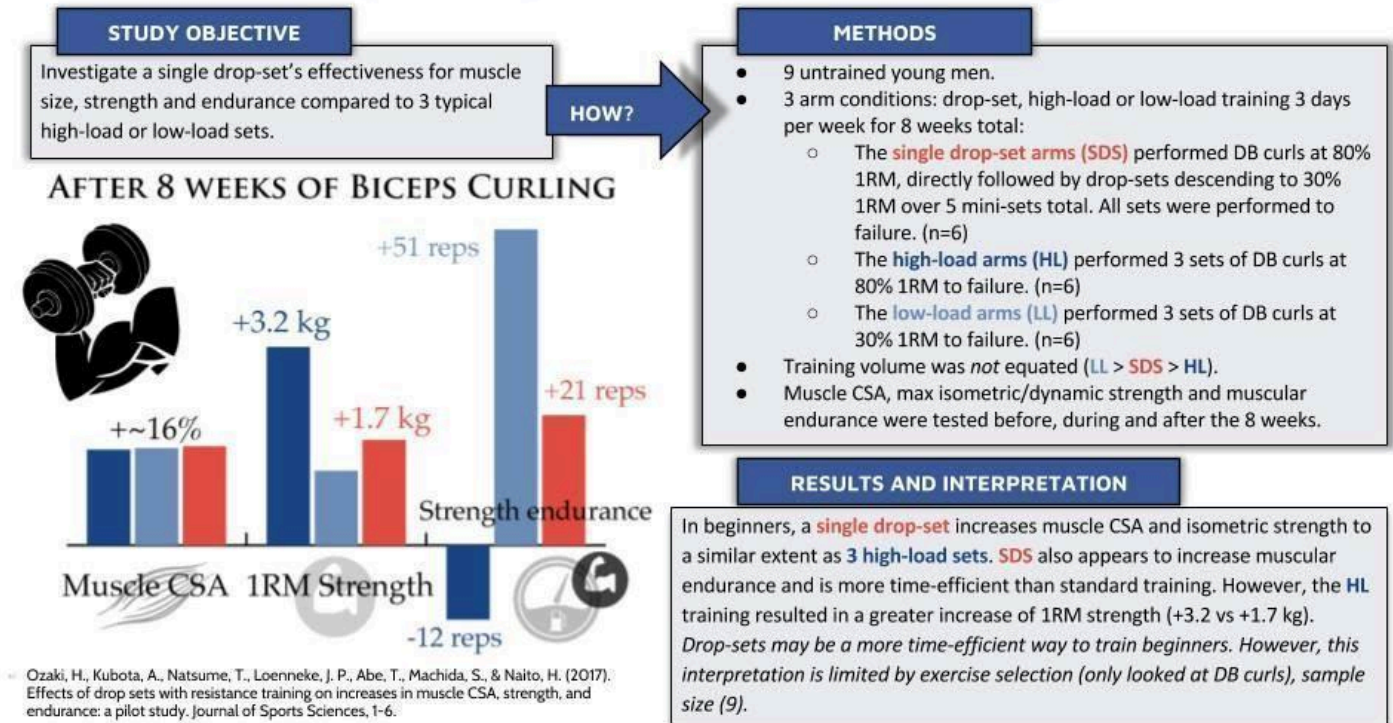 STUDY OBJECTIVE
Investigate a single drop-set's effectiveness for muscle
size, strength and endurance compared to 3 typical
high-load or low-load sets.
HOW?
METHODS
● 9 untrained young men.
● 3 arm conditions: drop-set, high-load or low-load training 3 days
per week for 8 weeks total:
○ The single drop-set arms (SDS) performed DB curls at 80%
1RM, directly followed by drop-sets descending to 30%
1RM over 5 mini-sets total. All sets were performed to
failure. (n=6)
○ The high-load arms (HL) performed 3 sets of DB curls at
80% 1RM to failure. (n=6)
○ The low-load arms (LL) performed 3 sets of DB curls at
30% 1RM to failure. (n=6)
● Training volume was not equated (LL > SDS > HL).
● Muscle CSA, max isometric/dynamic strength and muscular
endurance were tested before, during and after the 8 weeks.
AFTER 8 WEEKS OF BICEPS CURLING
+51 reps
+3.2 kg
+21 reps
+1.7 kg
+~16%
Strength endurance
Muscle CSA
1RM Strength
-12 reps
RESULTS AND INTERPRETATION
In beginners, a single drop-set increases muscle CSA and isometric strength to
a similar extent as 3 high-load sets. SDS also appears to increase muscular
endurance and is more time-efficient than standard training. However, the HL
training resulted in a greater increase of 1RM strength (+3.2 vs +1.7 kg).
Drop-sets may be a more time-efficient way to train beginners. However, this
interpretation is limited by exercise selection (only looked at DB curls), sample
size (9).
Ozaki, H., Kubota, A., Natsume, T., Loenneke, J. P., Abe, T., Machida, S., & Naito, H. (2017).
Effects of drop sets with resistance training on increases in muscle CSA, strength, and
endurance: a pilot study. Journal of Sports Sciences, 1-6.